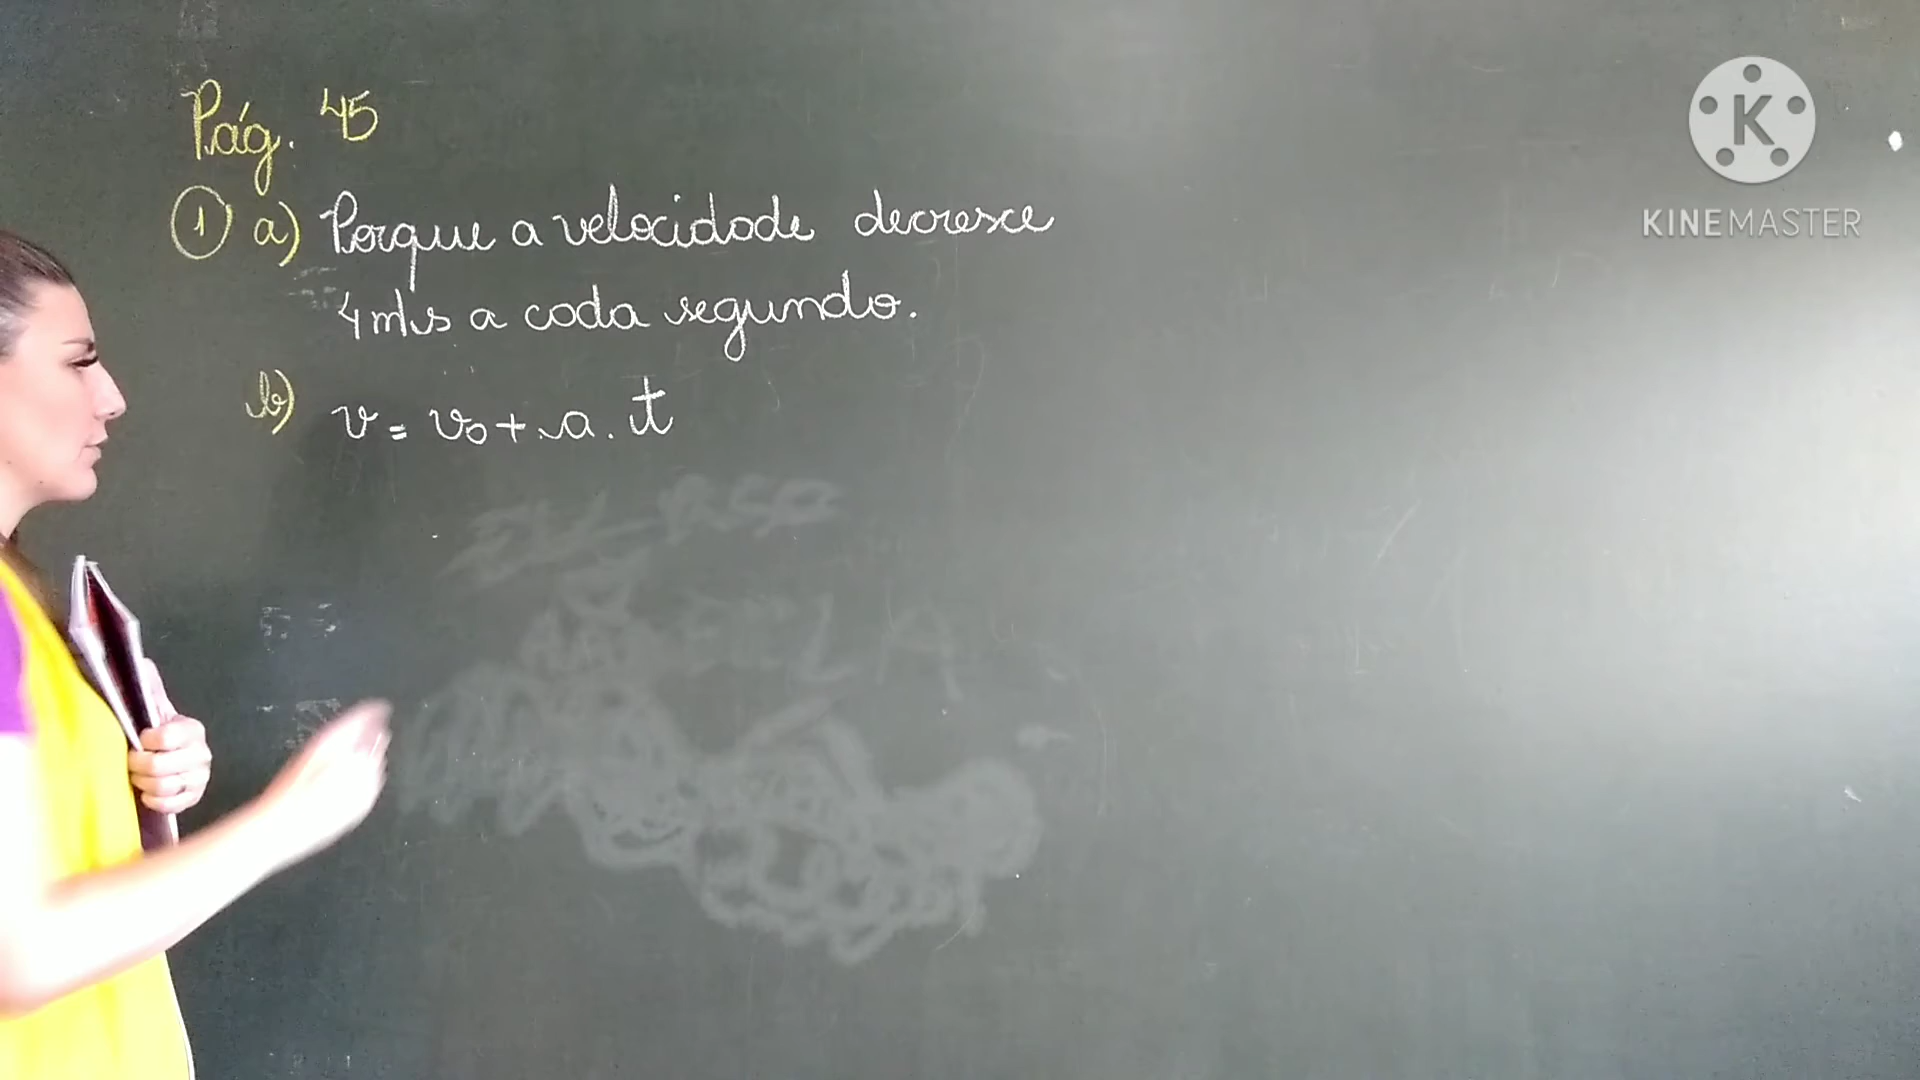 Pág. 45
1 a) Porque a velocidade decresce
4 m/s a cada segundo.
b) v = v₀ + a . t
K
KINEMASTER